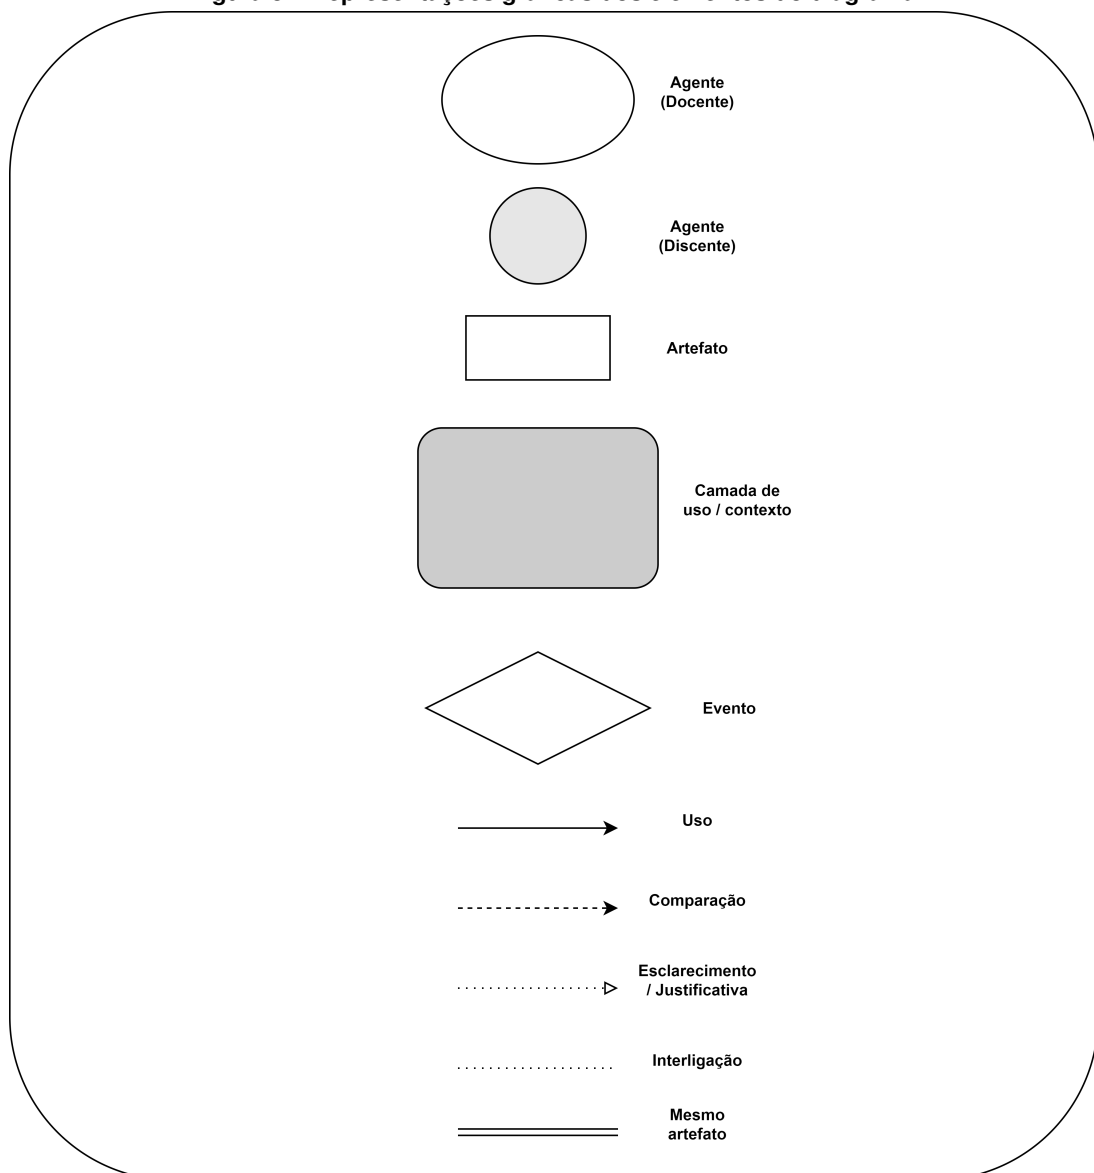 Agente
(Docente)
Agente
(Discente)
Artefato
Camada de
uso / contexto
Evento
Uso
Comparação
Esclarecimento
/ Justificativa
Interligação
Mesmo
artefato